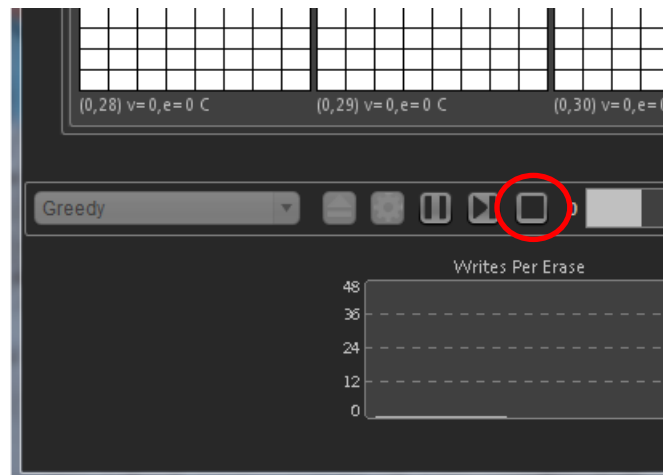 (0,28) v= 0,e= 0 C
(0,29) v= 0,e= 0 C
(0,30) v= 0,e=
Greedy
Writes Per Erase
48
36
24
12
0